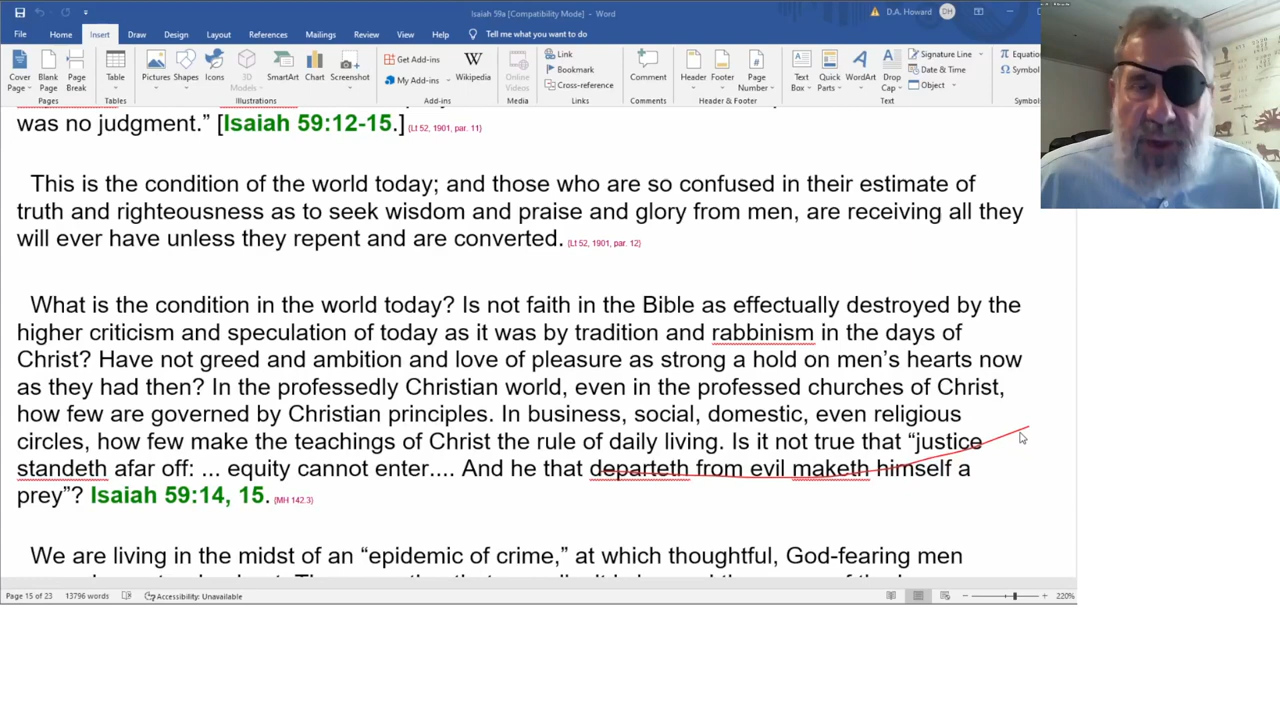 Isaiah 59a [Compatibility Mode] - Word
D.A. Howard DH
File Home Insert Draw Design Layout References Mailings Review View Help Tell me what you want to do
Cover Page Blank Page Page Break Table Pictures Shapes Icons 3D Models SmartArt Chart Screenshot Get Add-ins My Add-ins Wikipedia Online Videos Link Bookmark Cross-reference Comment Header Footer Page Number Text Box Quick Parts WordArt Drop Cap Signature Line Date & Time Object
Pages Tables Illustrations Add-ins Media Links Comments Header & Footer Text
was no judgment.” [Isaiah 59:12-15.] {Lt 52, 1901, par. 11}
This is the condition of the world today; and those who are so confused in their estimate of
truth and righteousness as to seek wisdom and praise and glory from men, are receiving all they
will ever have unless they repent and are converted. {Lt 52, 1901, par. 12}
What is the condition in the world today? Is not faith in the Bible as effectually destroyed by the
higher criticism and speculation of today as it was by tradition and rabbinism in the days of
Christ? Have not greed and ambition and love of pleasure as strong a hold on men’s hearts now
as they had then? In the professedly Christian world, even in the professed churches of Christ,
how few are governed by Christian principles. In business, social, domestic, even religious
circles, how few make the teachings of Christ the rule of daily living. Is it not true that “justice
standeth afar off: ... equity cannot enter.... And he that departeth from evil maketh himself a
prey”? Isaiah 59:14, 15. {MH 142.3}
We are living in the midst of an “epidemic of crime,” at which thoughtful, God-fearing men
Page 15 of 23 13796 words Accessibility: Unavailable 220%